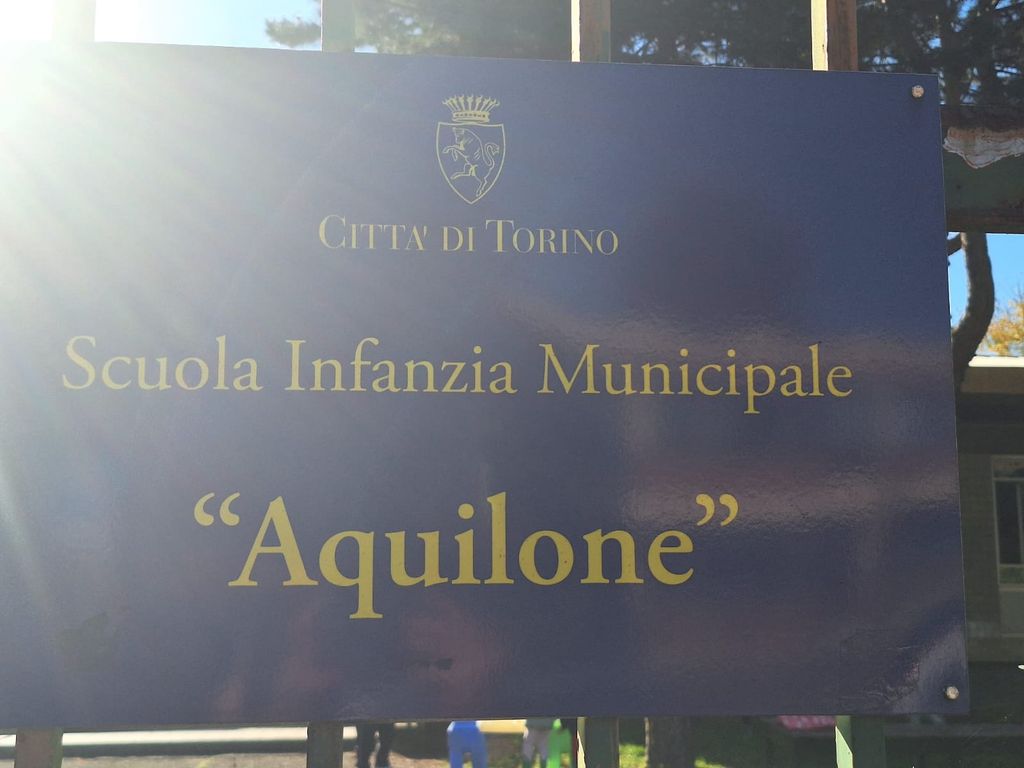 CITTA' DI TORINO
Scuola Infanzia Municipale
“Aquilone”